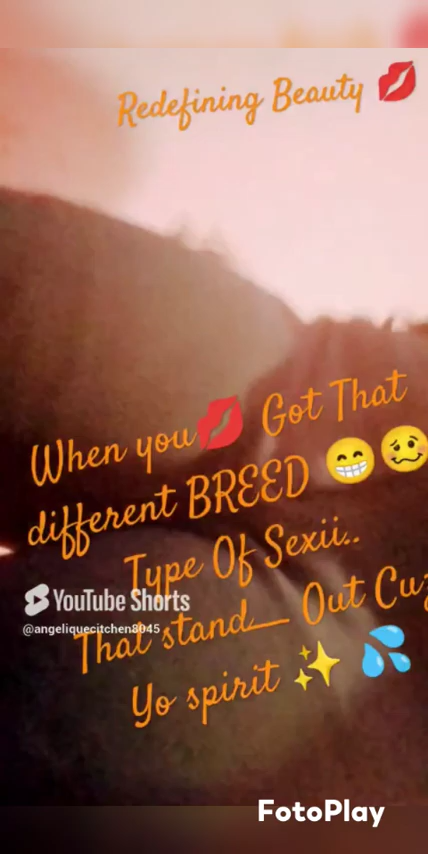 Redefining Beauty 💋
When you💋 Got That
different BREED 😁🥴
Type Of Sexii..
YouTube Shorts
@angeliquecitchen8045
That stand__ Out Cuz
Yo spirit ✨ 💦
FotoPlay